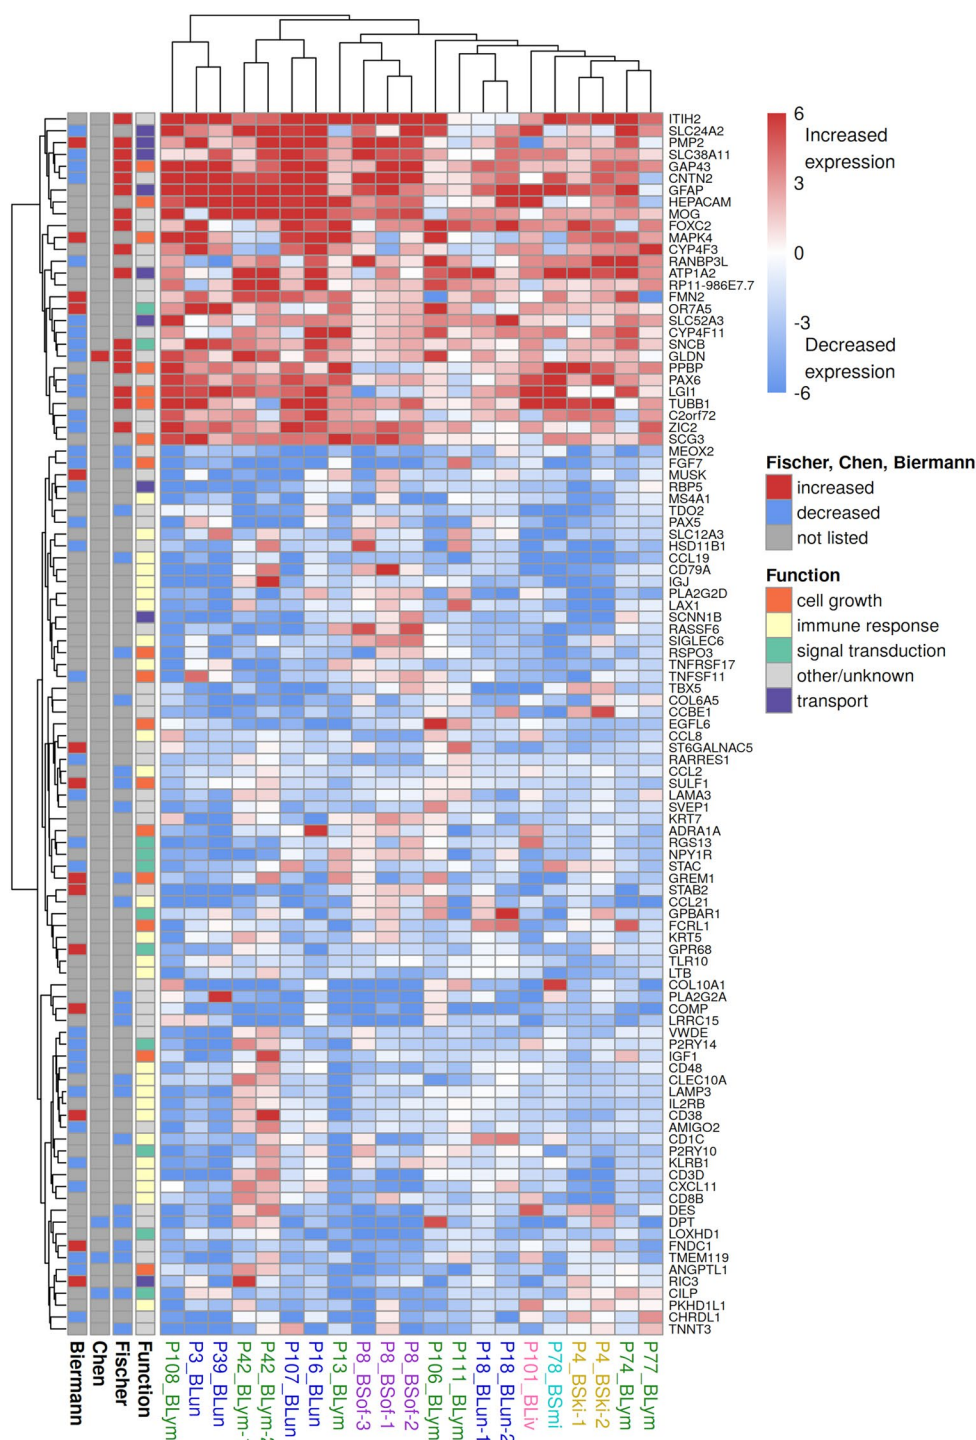 ITIH2
SLC24A2
PMP2
SLC38A11
GAP43
CNTN2
GFAP
HEPACAM
MOG
FOXC2
MAPK4
CYP4F3
RANBP3L
ATP1A2
RP11-986E7.7
FMN2
OR7A5
SLC52A3
CYP4F11
SNCB
GLDN
PPBP
PAX6
LGI1
TUBB1
C2orf72
ZIC2
SCG3
MEOX2
FGF7
MUSK
RBP5
MS4A1
TDO2
PAX5
SLC12A3
HSD11B1
CCL19
CD79A
IGJ
PLA2G2D
LAX1
SCNN1B
RASSF6
SIGLEC6
RSPO3
TNFRSF17
TNFSF11
TBX5
COL6A5
CCBE1
EGFL6
CCL8
ST6GALNAC5
RARRES1
CCL2
SULF1
LAMA3
SVEP1
KRT7
ADRA1A
RGS13
NPY1R
STAC
GREM1
STAB2
CCL21
GPBAR1
FCRL1
KRT5
GPR68
TLR10
LTB
COL10A1
PLA2G2A
COMP
LRRC15
VWDE
P2RY14
IGF1
CD48
CLEC10A
LAMP3
IL2RB
CD38
AMIGO2
CD1C
P2RY10
KLRB1
CD3D
CXCL11
CD8B
DES
DPT
LOXHD1
FNDC1
TMEM119
ANGPTL1
RIC3
CILP
PKHD1L1
CHRDL1
TNNT3
6
Increased
expression
3
0
-3
Decreased
expression
-6
Fischer, Chen, Biermann
increased
decreased
not listed
Function
cell growth
immune response
signal transduction
other/unknown
transport
Biermann
Chen
Fischer
Function
P108_BLym
P3_BLun
P39_BLun
P42_BLym-
P42_BLym-2
P107_BLun
P16_BLun
P13_BLym
P8_BSof-3
P8_BSof-1
P8_BSof-2
P106_BLym
P111_BLym
P18_BLun-1
P18_BLun-2
P101_BLiv
P78_BSmi
P4_BSki-1
P4_BSki-2
P74_BLym
P77_BLym